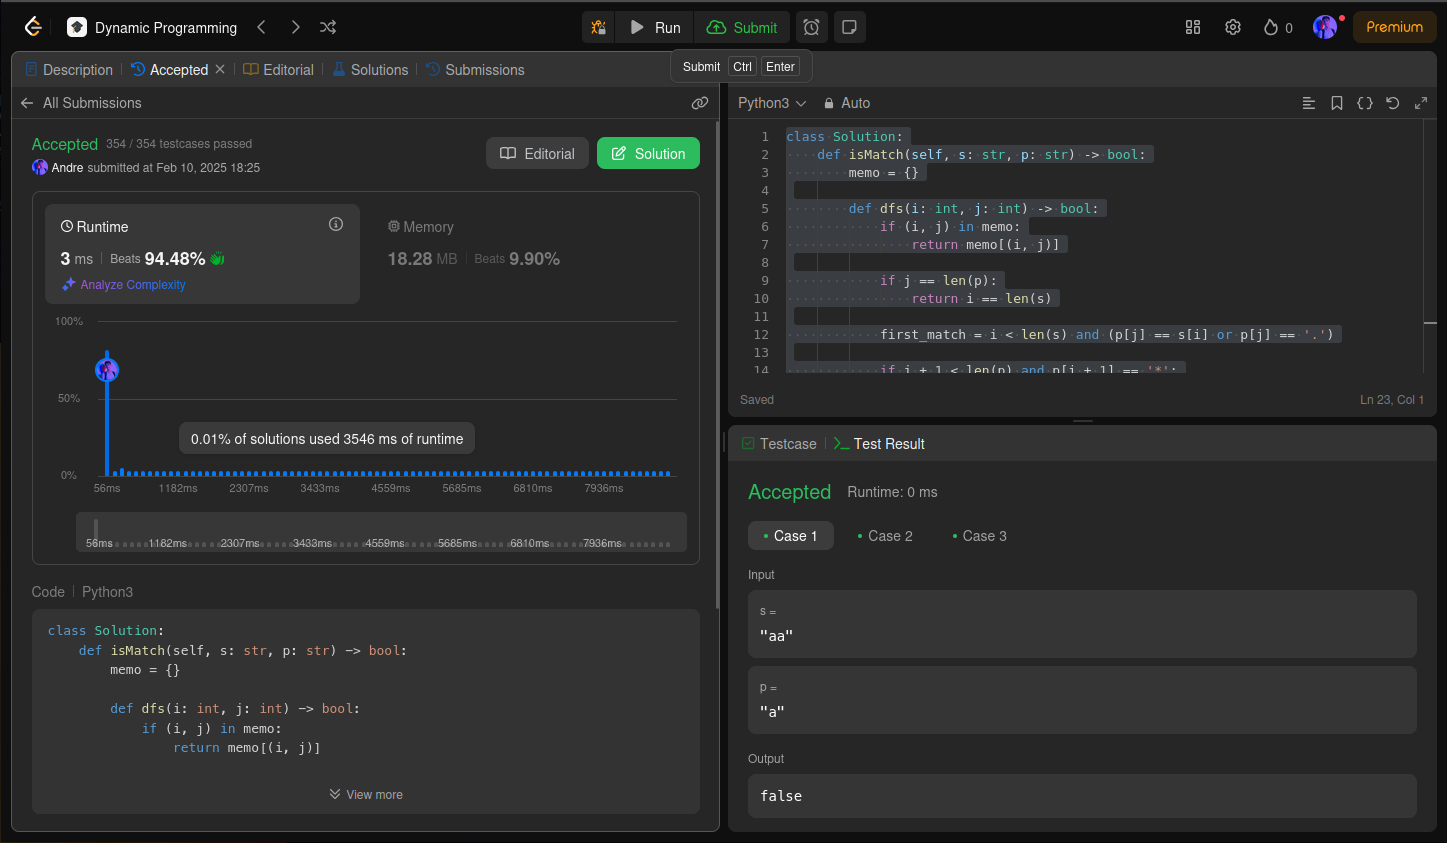 Dynamic Programming
Run
Submit
0
Premium
Description
Accepted
Editorial
Solutions
Submissions
Submit Ctrl Enter
All Submissions
Accepted 354 / 354 testcases passed
Andre submitted at Feb 10, 2025 18:25
Editorial
Solution
Runtime
3 ms | Beats 94.48%
Analyze Complexity
Memory
18.28 MB | Beats 9.90%
100%
50%
0%
0.01% of solutions used 3546 ms of runtime
56ms 1182ms 2307ms 3433ms 4559ms 5685ms 6810ms 7936ms
56ms 1182ms 2307ms 3433ms 4559ms 5685ms 6810ms 7936ms
Code | Python3
class Solution:
    def isMatch(self, s: str, p: str) -> bool:
        memo = {}

        def dfs(i: int, j: int) -> bool:
            if (i, j) in memo:
                return memo[(i, j)]
View more
Python3
Auto
1 class Solution:
2     def isMatch(self, s: str, p: str) -> bool:
3         memo = {}
4
5         def dfs(i: int, j: int) -> bool:
6             if (i, j) in memo:
7                 return memo[(i, j)]
8
9             if j == len(p):
10                 return i == len(s)
11
12             first_match = i < len(s) and (p[j] == s[i] or p[j] == '.')
13
14             if j + 1 < len(p) and p[j + 1] == '*':
Saved
Ln 23, Col 1
Testcase
Test Result
Accepted Runtime: 0 ms
Case 1
Case 2
Case 3
Input
s =
"aa"
p =
"a"
Output
false